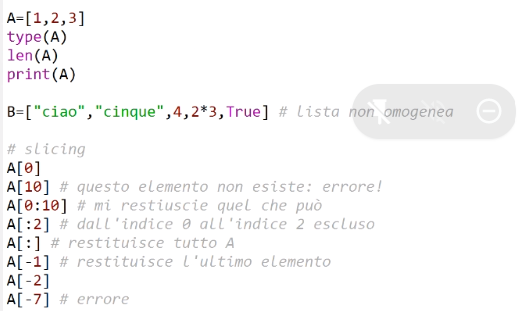 A=[1,2,3]
type(A)
len(A)
print(A)
B=["ciao","cinque",4,2*3,True] # lista non omogenea
# slicing
A[0]
A[10] # questo elemento non esiste: errore!
A[0:10] # mi restiuscie quel che può
A[:2] # dall'indice 0 all'indice 2 escluso
A[:] # restituisce tutto A
A[-1] # restituisce l'ultimo elemento
A[-2]
A[-7] # errore